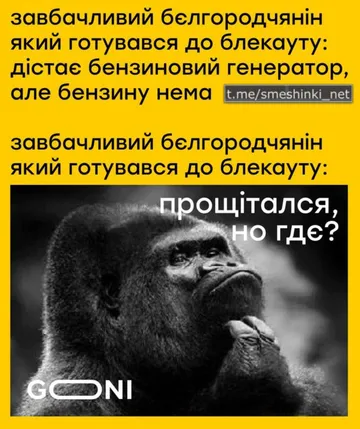 завбачливий бєлгородчянін
який готувався до блекауту:
дістає бензиновий генератор,
але бензину нема t.me/smeshinki_net
завбачливий бєлгородчянін
який готувався до блекауту:
прощітался,
но гдє?
GOONI